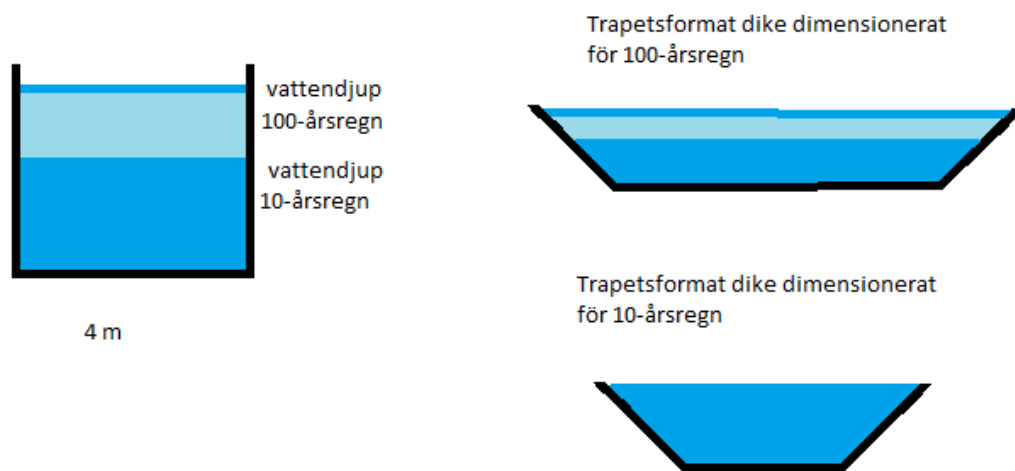 vattendjup
100-årsregn
vattendjup
10-årsregn
4 m
Trapetsformat dike dimensionerat
för 100-årsregn
Trapetsformat dike dimensionerat
för 10-årsregn